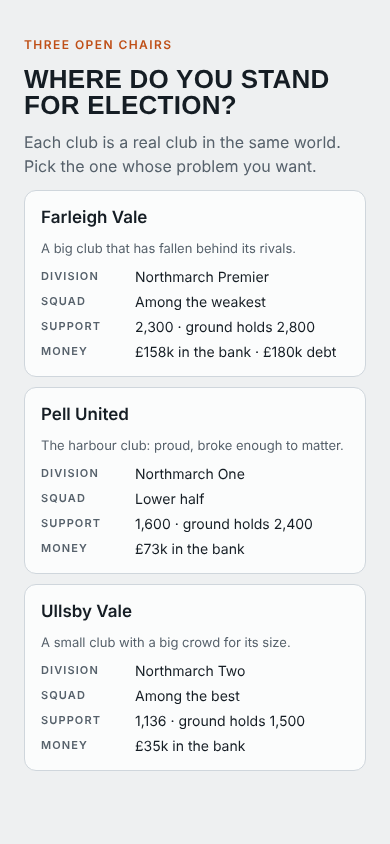 THREE OPEN CHAIRS
WHERE DO YOU STAND
FOR ELECTION?
Each club is a real club in the same world.
Pick the one whose problem you want.
Farleigh Vale
A big club that has fallen behind its rivals.
DIVISION Northmarch Premier
SQUAD Among the weakest
SUPPORT 2,300 · ground holds 2,800
MONEY £158k in the bank · £180k debt
Pell United
The harbour club: proud, broke enough to matter.
DIVISION Northmarch One
SQUAD Lower half
SUPPORT 1,600 · ground holds 2,400
MONEY £73k in the bank
Ullsby Vale
A small club with a big crowd for its size.
DIVISION Northmarch Two
SQUAD Among the best
SUPPORT 1,136 · ground holds 1,500
MONEY £35k in the bank